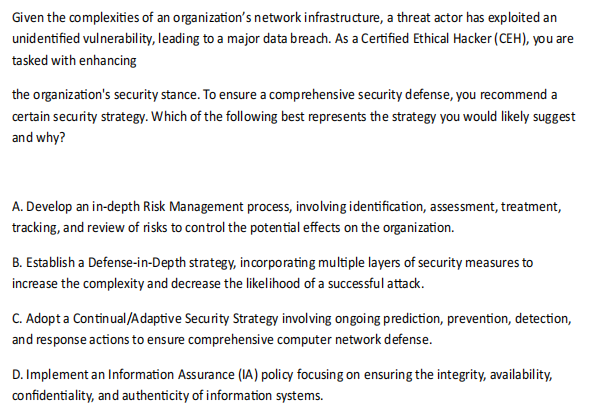 Given the complexities of an organization's network infrastructure, a threat actor has exploited an
unidentified vulnerability, leading to a major data breach. As a Certified Ethical Hacker (CEH), you are
tasked with enhancing
the organization's security stance. To ensure a comprehensive security defense, you recommend a
certain security strategy. Which of the following best represents the strategy you would likely suggest
and why?
A. Develop an in-depth Risk Management process, involving identification, assessment, treatment,
tracking, and review of risks to control the potential effects on the organization.
B. Establish a Defense-in-Depth strategy, incorporating multiple layers of security measures to
increase the complexity and decrease the likelihood of a successful attack.
C. Adopt a Continual/Adaptive Security Strategy involving ongoing prediction, prevention, detection,
and response actions to ensure comprehensive computer network defense.
D. Implement an Information Assurance (IA) policy focusing on ensuring the integrity, availability,
confidentiality, and authenticity of information systems.